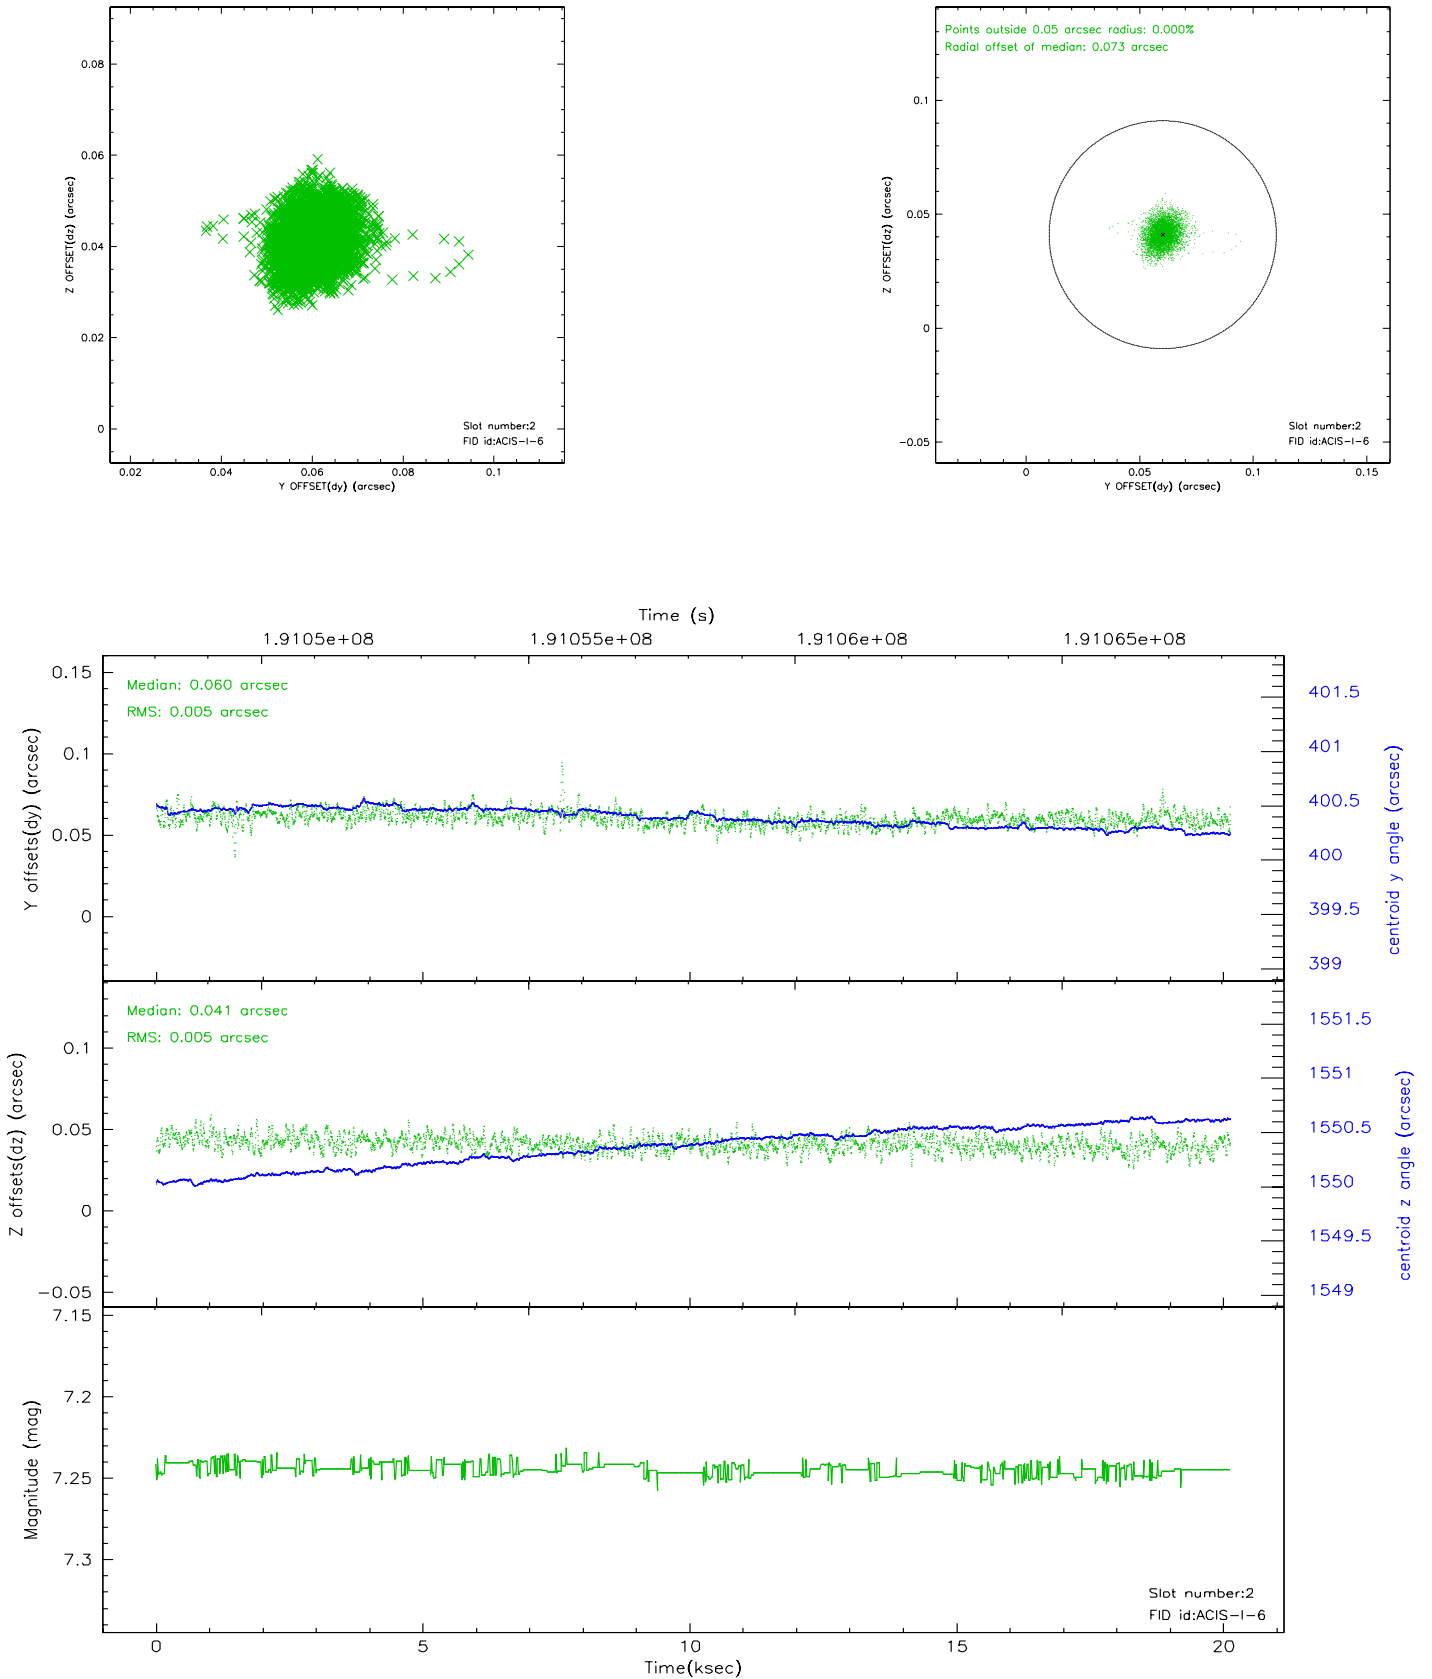 0.08
0.06
0.04
0.02
0
Z OFFSET(dz) (arcsec)
Slot number:2
FID id:ACIS-I-6
0.02 0.04 0.06 0.08 0.1
Y OFFSET(dy) (arcsec)
Points outside 0.05 arcsec radius: 0.000%
Radial offset of median: 0.073 arcsec
0.1
0.05
0
-0.05
Z OFFSET(dz) (arcsec)
Slot number:2
FID id:ACIS-I-6
0 0.05 0.1 0.15
Y OFFSET(dy) (arcsec)
Time (s)
1.9105e+08 1.91055e+08 1.9106e+08 1.91065e+08
Median: 0.060 arcsec
RMS: 0.005 arcsec
0.15
0.1
0.05
0
Y offsets(dy) (arcsec)
401.5
401
400.5
400
399.5
399
centroid y angle (arcsec)
Median: 0.041 arcsec
RMS: 0.005 arcsec
0.1
0.05
0
-0.05
Z offsets(dz) (arcsec)
1551.5
1551
1550.5
1550
1549.5
1549
centroid z angle (arcsec)
7.15
7.2
7.25
7.3
Magnitude (mag)
Slot number:2
FID id:ACIS-I-6
0 5 10 15 20
Time(ksec)